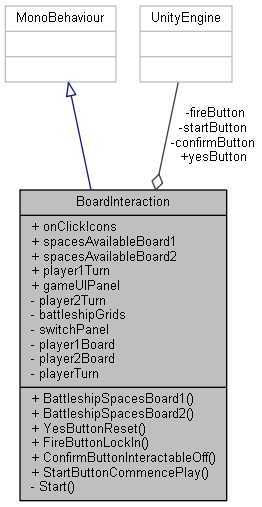 MonoBehaviour
UnityEngine
-fireButton
-startButton
-confirmButton
+yesButton
BoardInteraction
+ onClickIcons
+ spacesAvailableBoard1
+ spacesAvailableBoard2
+ player1Turn
+ gameUIPanel
- player2Turn
- battleshipGrids
- switchPanel
- player1Board
- player2Board
- playerTurn
+ BattleshipSpacesBoard1()
+ BattleshipSpacesBoard2()
+ YesButtonReset()
+ FireButtonLockIn()
+ ConfirmButtonInteractableOff()
+ StartButtonCommencePlay()
- Start()